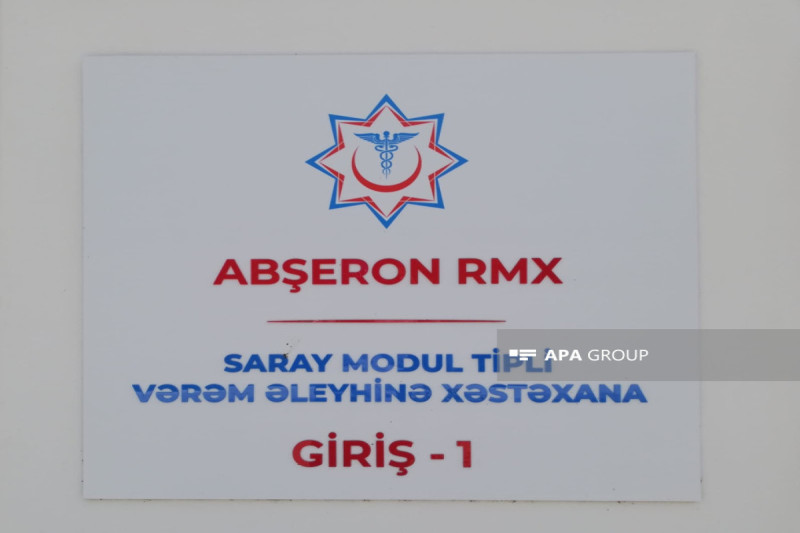 ABŞERON RMX
SARAY MODUL TİPLİ
APA GROUP
VƏRƏM ƏLEYHİNƏ XƏSTƏXANA
GİRİŞ - 1